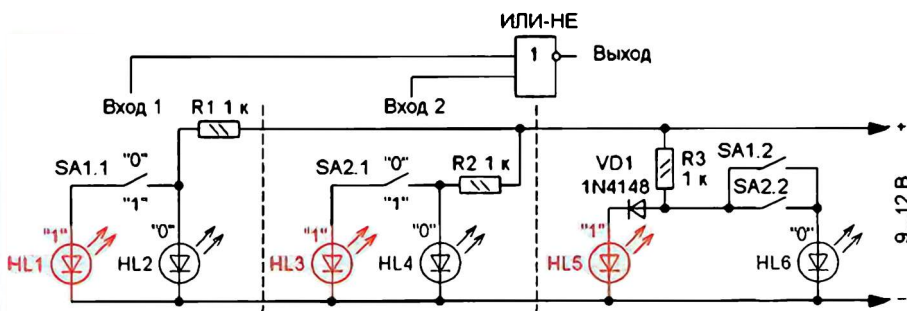 ИЛИ-НЕ
1
Выход
Вход 1
Вход 2
R1 1 к
+
SA1.1
"0"
"1"
SA2.1
"0"
"1"
R2 1 к
VD1
1N4148
R3
1 к
SA1.2
SA2.2
9 12 В
"1"
HL1
"0"
HL2
"1"
HL3
"0"
HL4
"1"
HL5
"0"
HL6
−